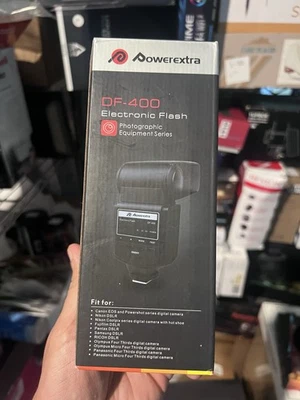 Powerextra
DF-400
Electronic Flash
Photographic
Equipment Series
Fit for:
Canon EOS and Powershot series digital camera
Nikon DSLR
Nikon Coolpix series digital camera with hot shoe
Fujifilm DSLR
Pentax DSLR
Samsung DSLR
RICOH DSLR
Olympus Four Thirds digital camera
Olympus Micro Four Thirds digital camera
Panasonic Four Thirds digital camera
Panasonic Micro Four Thirds digital camera